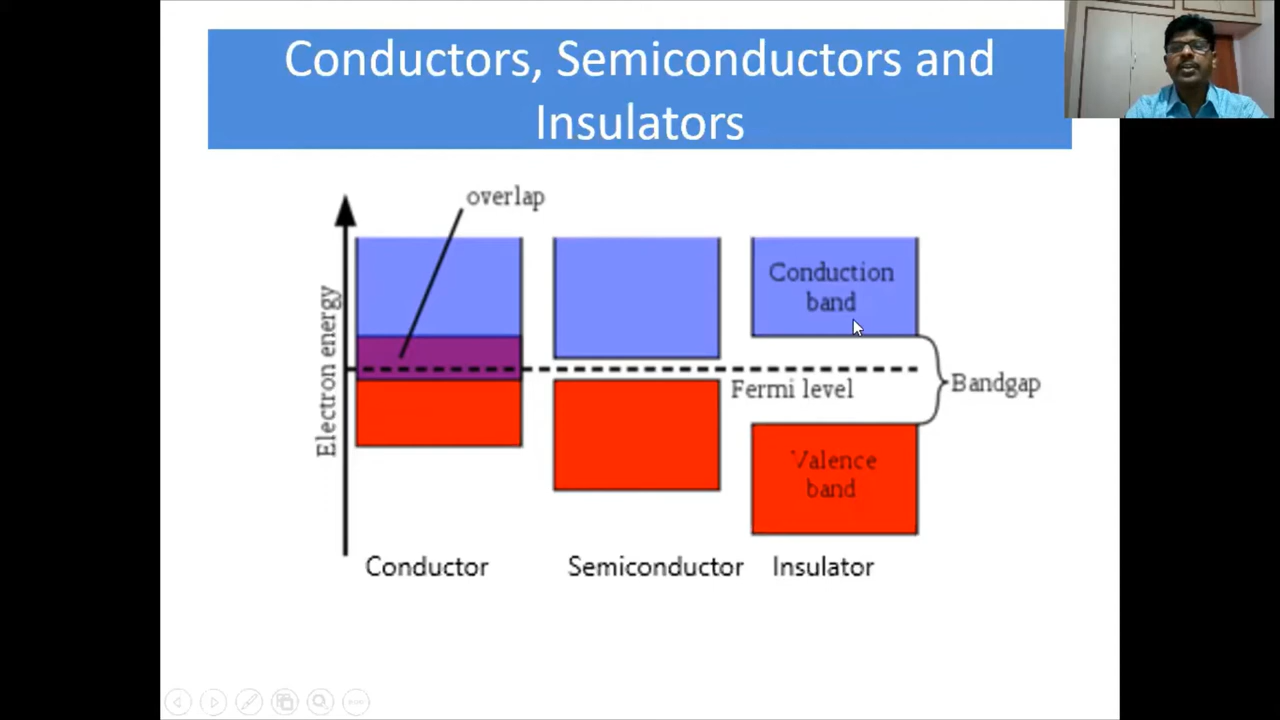 Conductors, Semiconductors and
Insulators
overlap
Electron energy
Conduction
band
Fermi level
Bandgap
Valence
band
Conductor
Semiconductor
Insulator